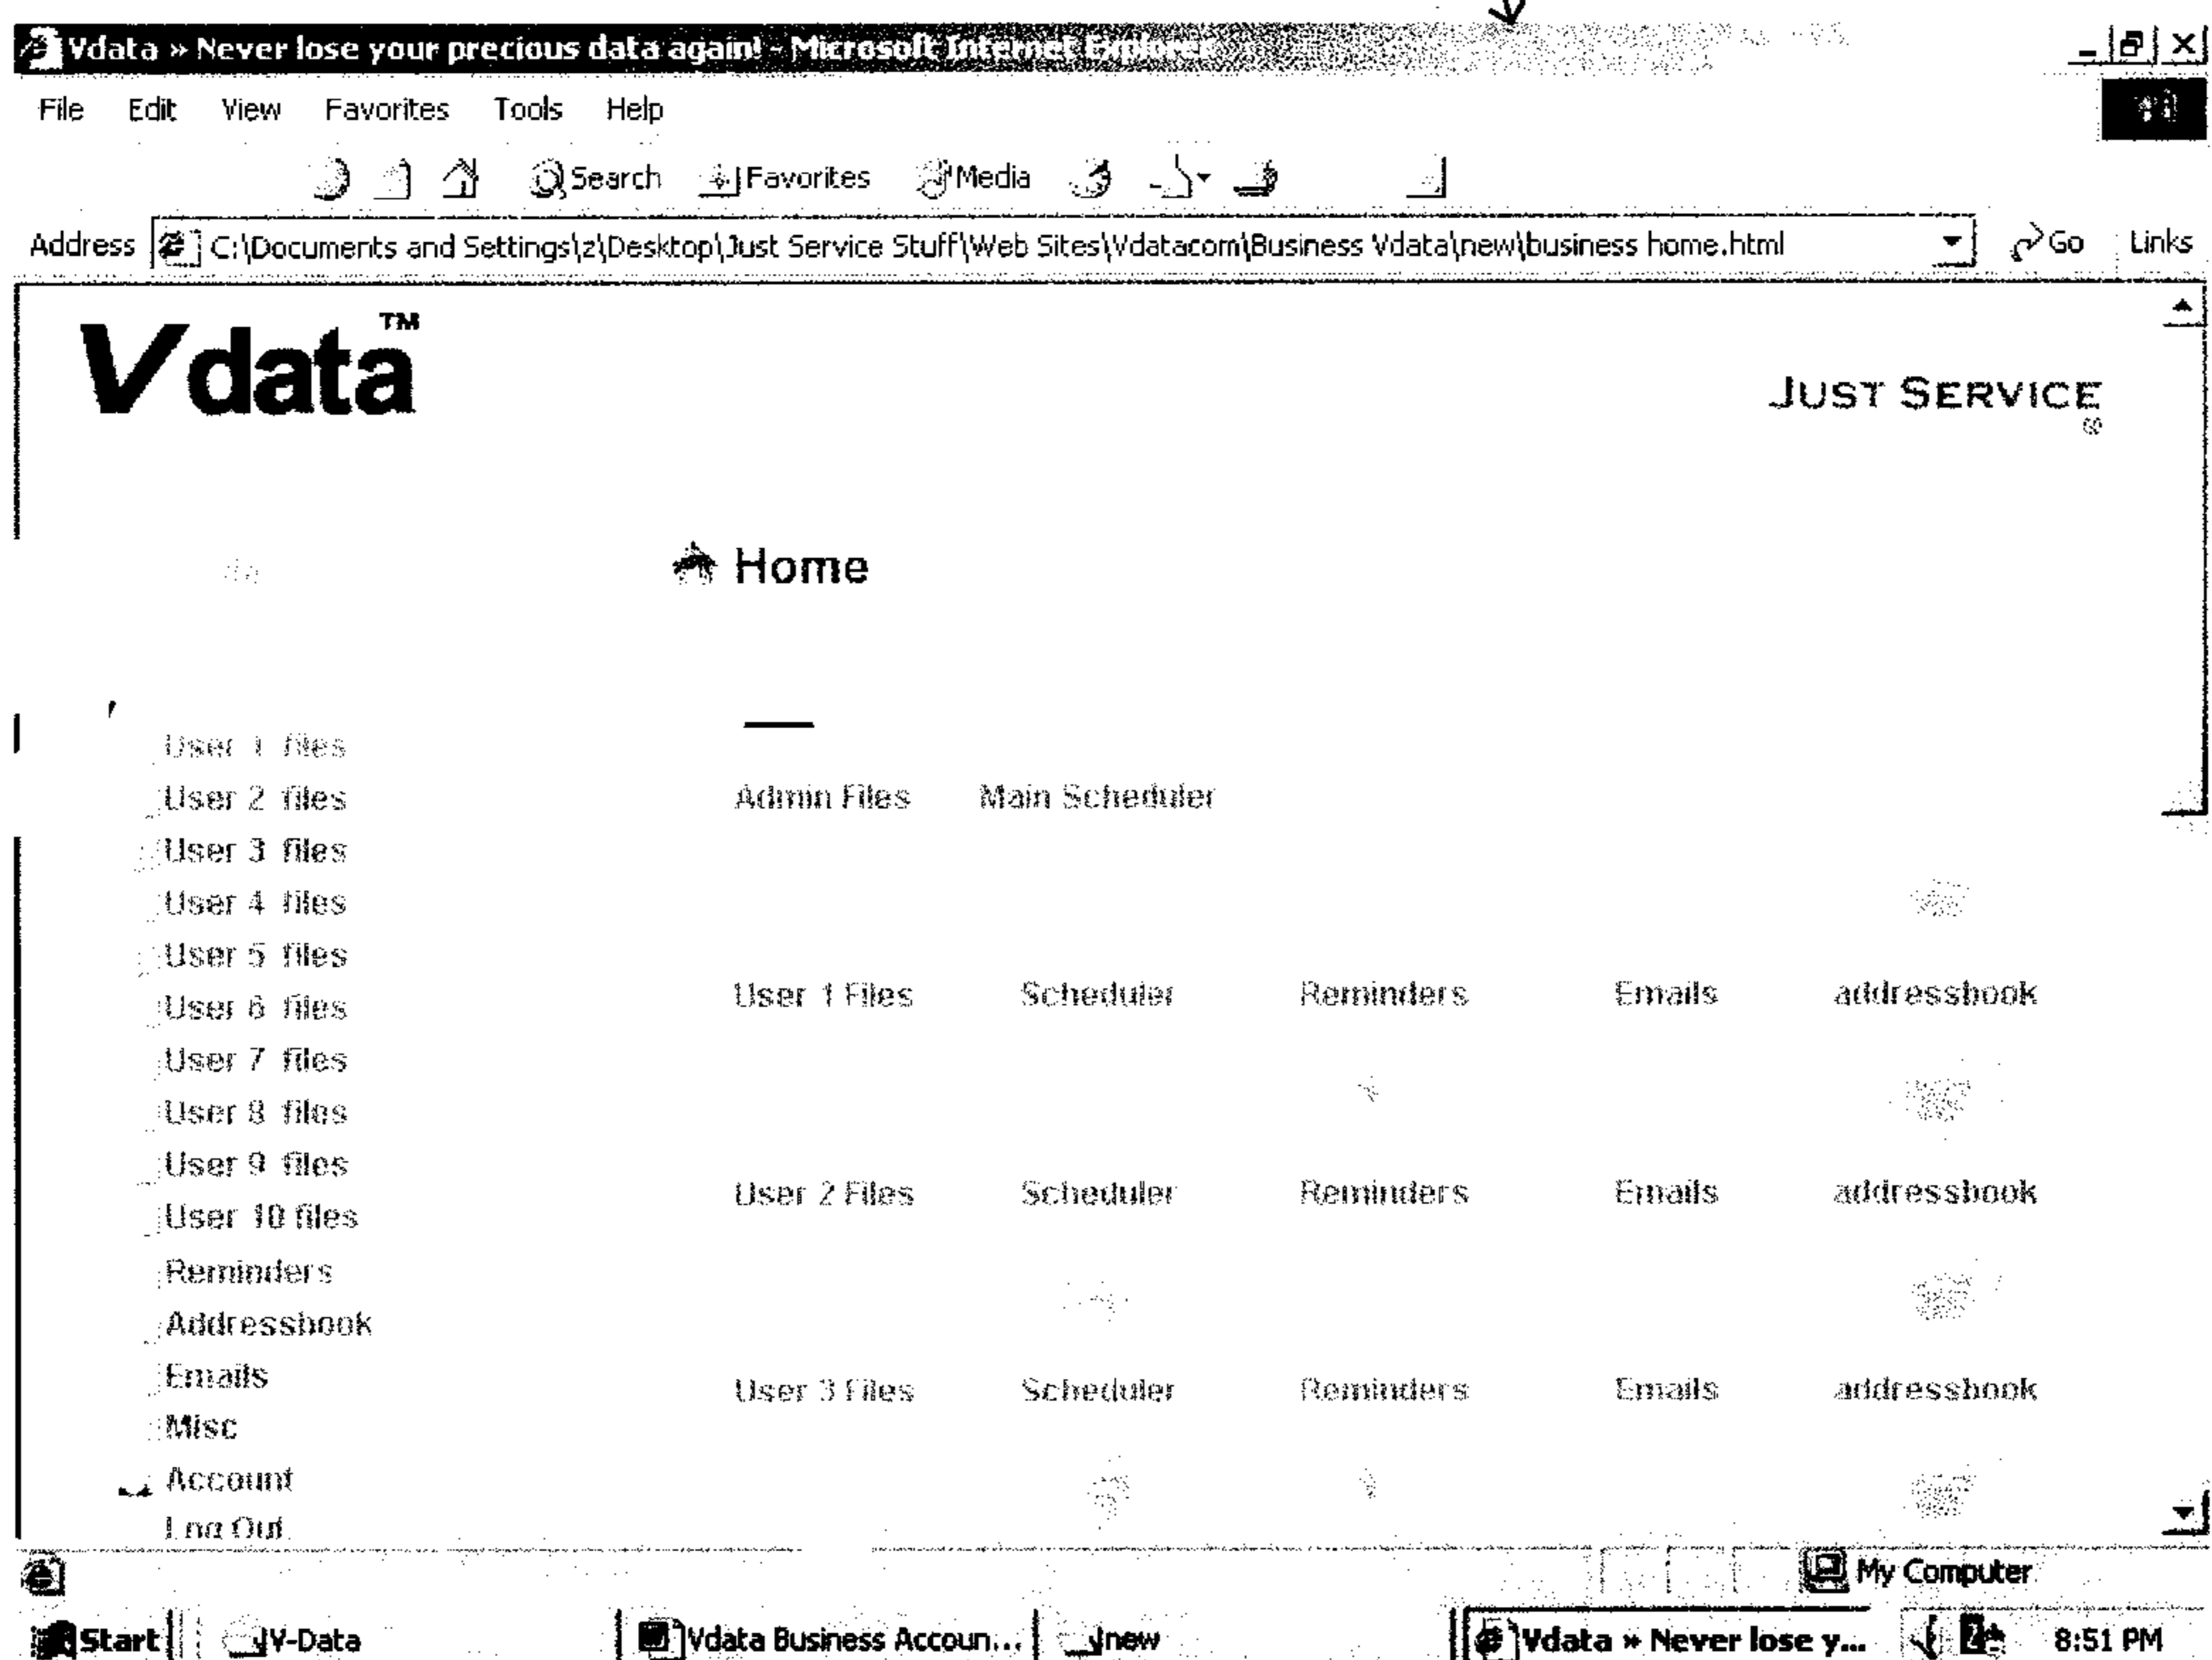 Vdata » Never lose your precious data again! - Microsoft Internet Explorer
File Edit View Favorites Tools Help
Search Favorites Media
Address C:\Documents and Settings\z\Desktop\Just Service Stuff\Web Sites\Vdatacom\Business Vdata\new\business home.html Go Links
Vdata™
JUST SERVICE®
Home
User 1 files
User 2 files
User 3 files
User 4 files
User 5 files
User 6 files
User 7 files
User 8 files
User 9 files
User 10 files
Reminders
Addressbook
Emails
Misc
Account
Log Out
Admin Files Main Scheduler
User 1 Files Scheduler Reminders Emails addressbook
User 2 Files Scheduler Reminders Emails addressbook
User 3 Files Scheduler Reminders Emails addressbook
My Computer
Start V-Data Vdata Business Accoun... new Vdata » Never lose y... 8:51 PM